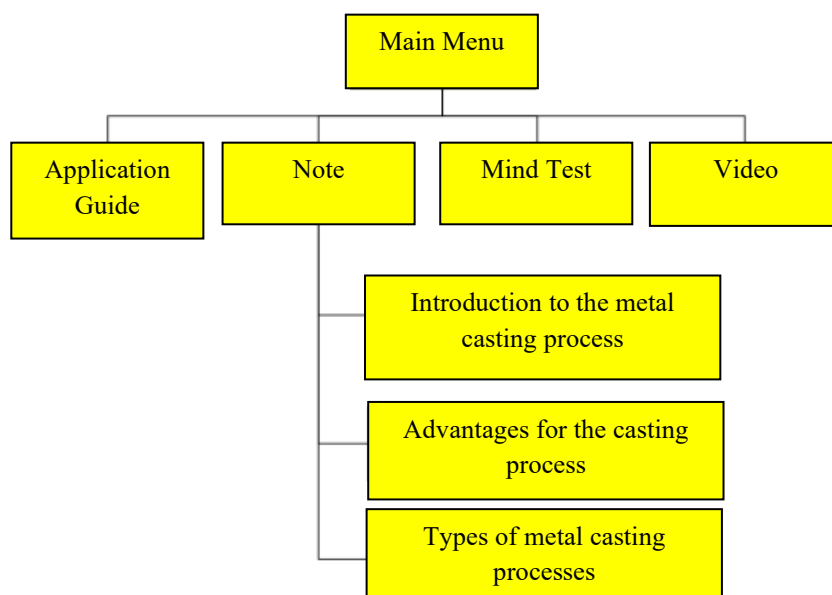 Main Menu
Application
Guide
Note
Mind Test
Video
Introduction to the metal
casting process
Advantages for the casting
process
Types of metal casting
processes